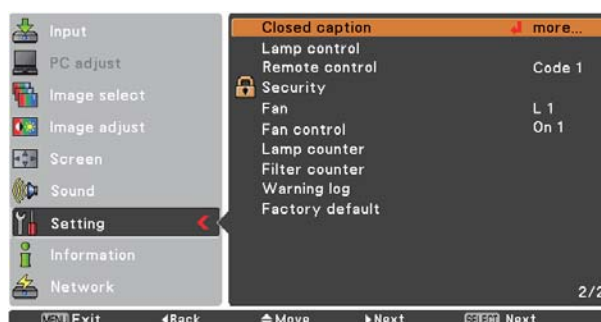 Input
PC adjust
Image select
Image adjust
Screen
Sound
Setting
Information
Network
Closed caption more...
Lamp control
Remote control Code 1
Security
Fan L 1
Fan control On 1
Lamp counter
Filter counter
Warning log
Factory default
2/2
MENU Exit Back Move Next SELECT Next